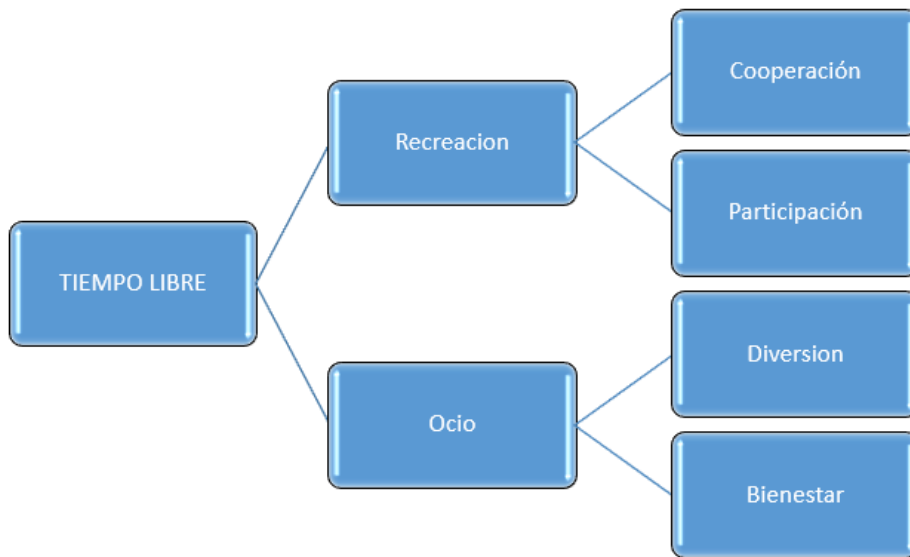 TIEMPO LIBRE
Recreacion
Cooperación
Participación
Ocio
Diversion
Bienestar